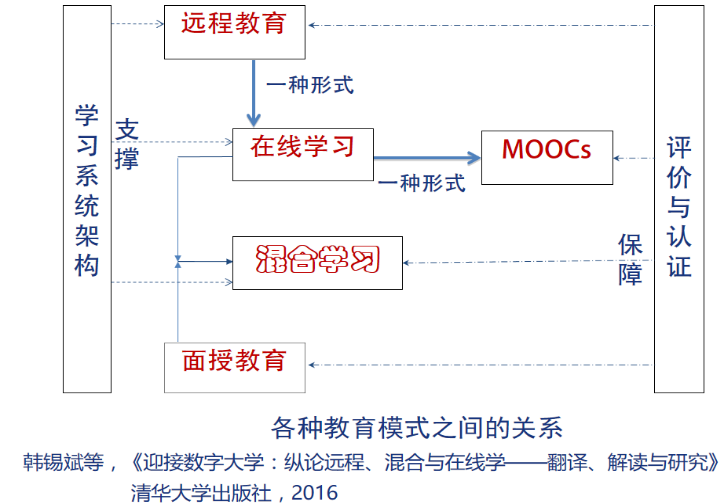 远程教育
一种形式
学习系统架构
支撑
在线学习
MOOCs
一种形式
评价与认证
混合学习
保障
面授教育
各种教育模式之间的关系
韩锡斌等，《迎接数字大学：纵论远程、混合与在线学——翻译、解读与研究》
清华大学出版社，2016